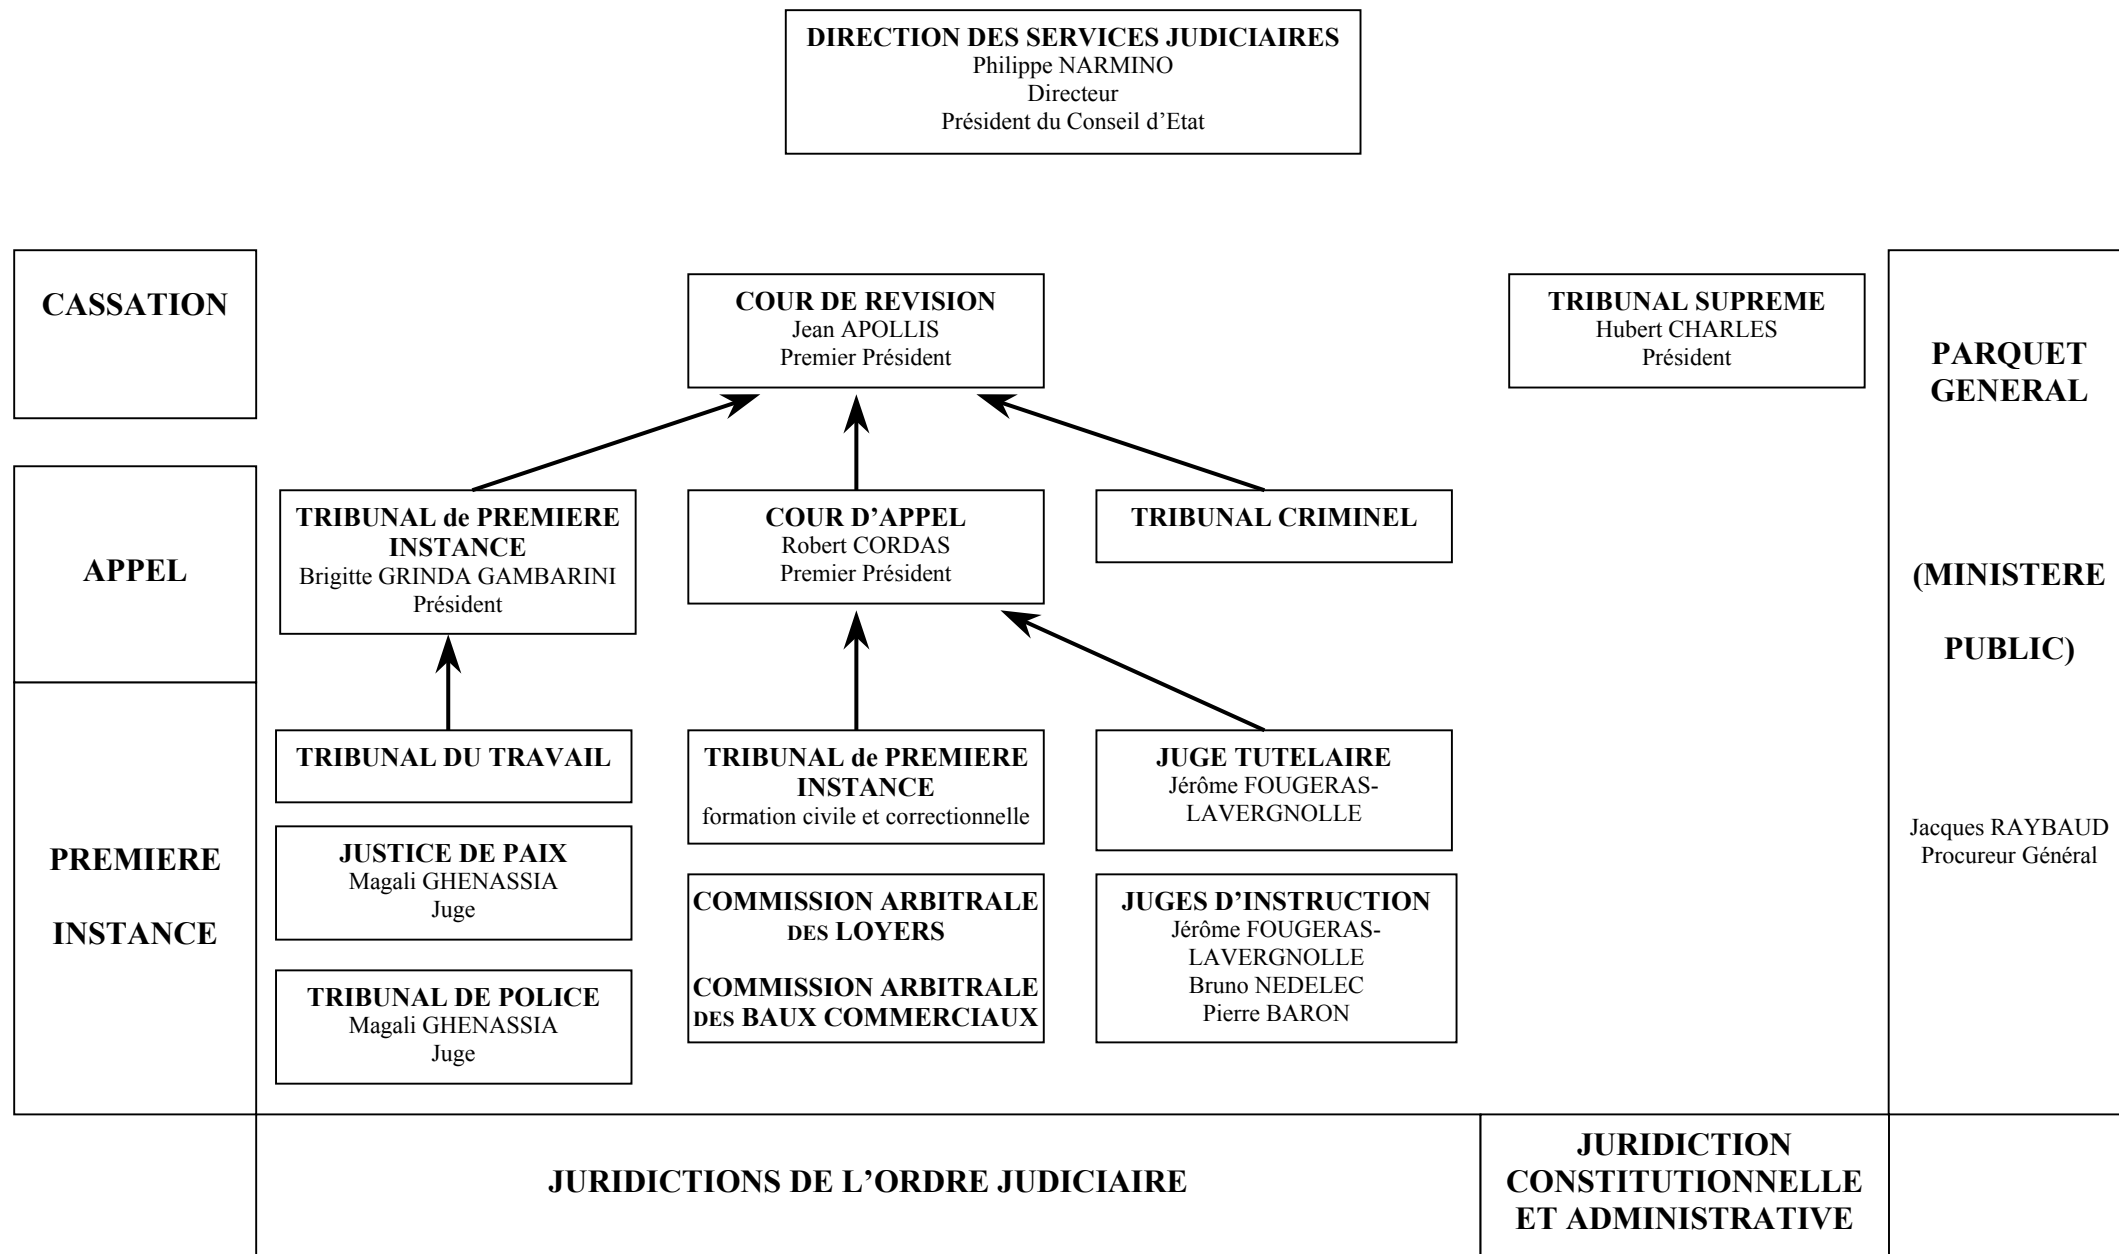 DIRECTION DES SERVICES JUDICIAIRES
Philippe NARMINO
Directeur
Président du Conseil d’Etat
CASSATION
COUR DE REVISION
Jean APOLLIS
Premier Président
TRIBUNAL SUPREME
Hubert CHARLES
Président
PARQUET
GENERAL
(MINISTERE
PUBLIC)
Jacques RAYBAUD
Procureur Général
APPEL
TRIBUNAL de PREMIERE
INSTANCE
Brigitte GRINDA GAMBARINI
Président
COUR D’APPEL
Robert CORDAS
Premier Président
TRIBUNAL CRIMINEL
PREMIERE
INSTANCE
TRIBUNAL DU TRAVAIL
JUSTICE DE PAIX
Magali GHENASSIA
Juge
TRIBUNAL DE POLICE
Magali GHENASSIA
Juge
TRIBUNAL de PREMIERE
INSTANCE
formation civile et correctionnelle
COMMISSION ARBITRALE
DES LOYERS
COMMISSION ARBITRALE
DES BAUX COMMERCIAUX
JUGE TUTELAIRE
Jérôme FOUGERAS-
LAVERGNOLLE
JUGES D’INSTRUCTION
Jérôme FOUGERAS-
LAVERGNOLLE
Bruno NEDELEC
Pierre BARON
JURIDICTIONS DE L’ORDRE JUDICIAIRE
JURIDICTION
CONSTITUTIONNELLE
ET ADMINISTRATIVE